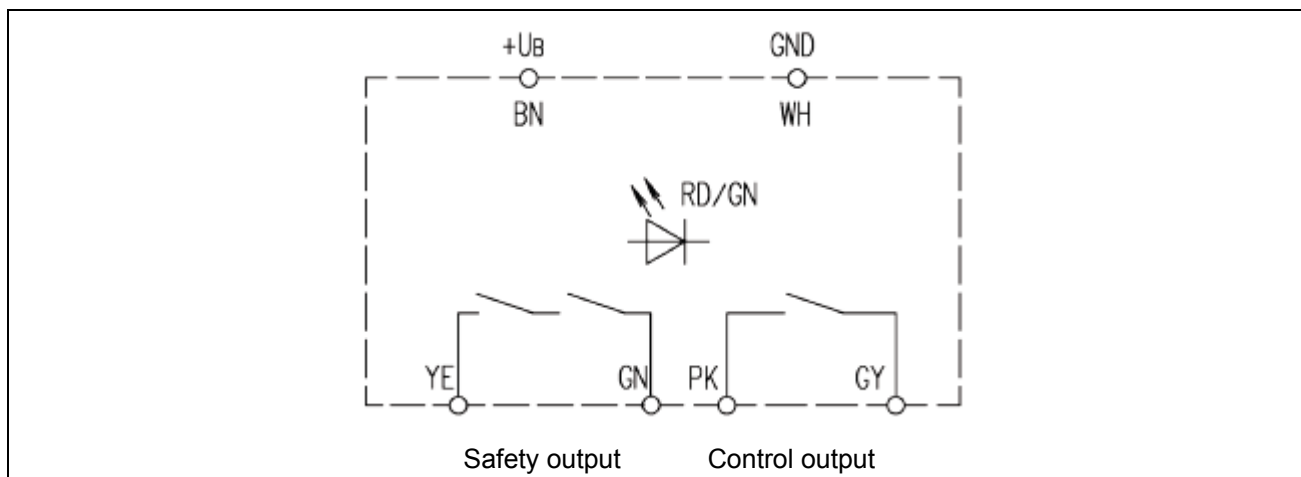 +UB GND
BN WH
RD/GN
YE GN PK GY
Safety output Control output